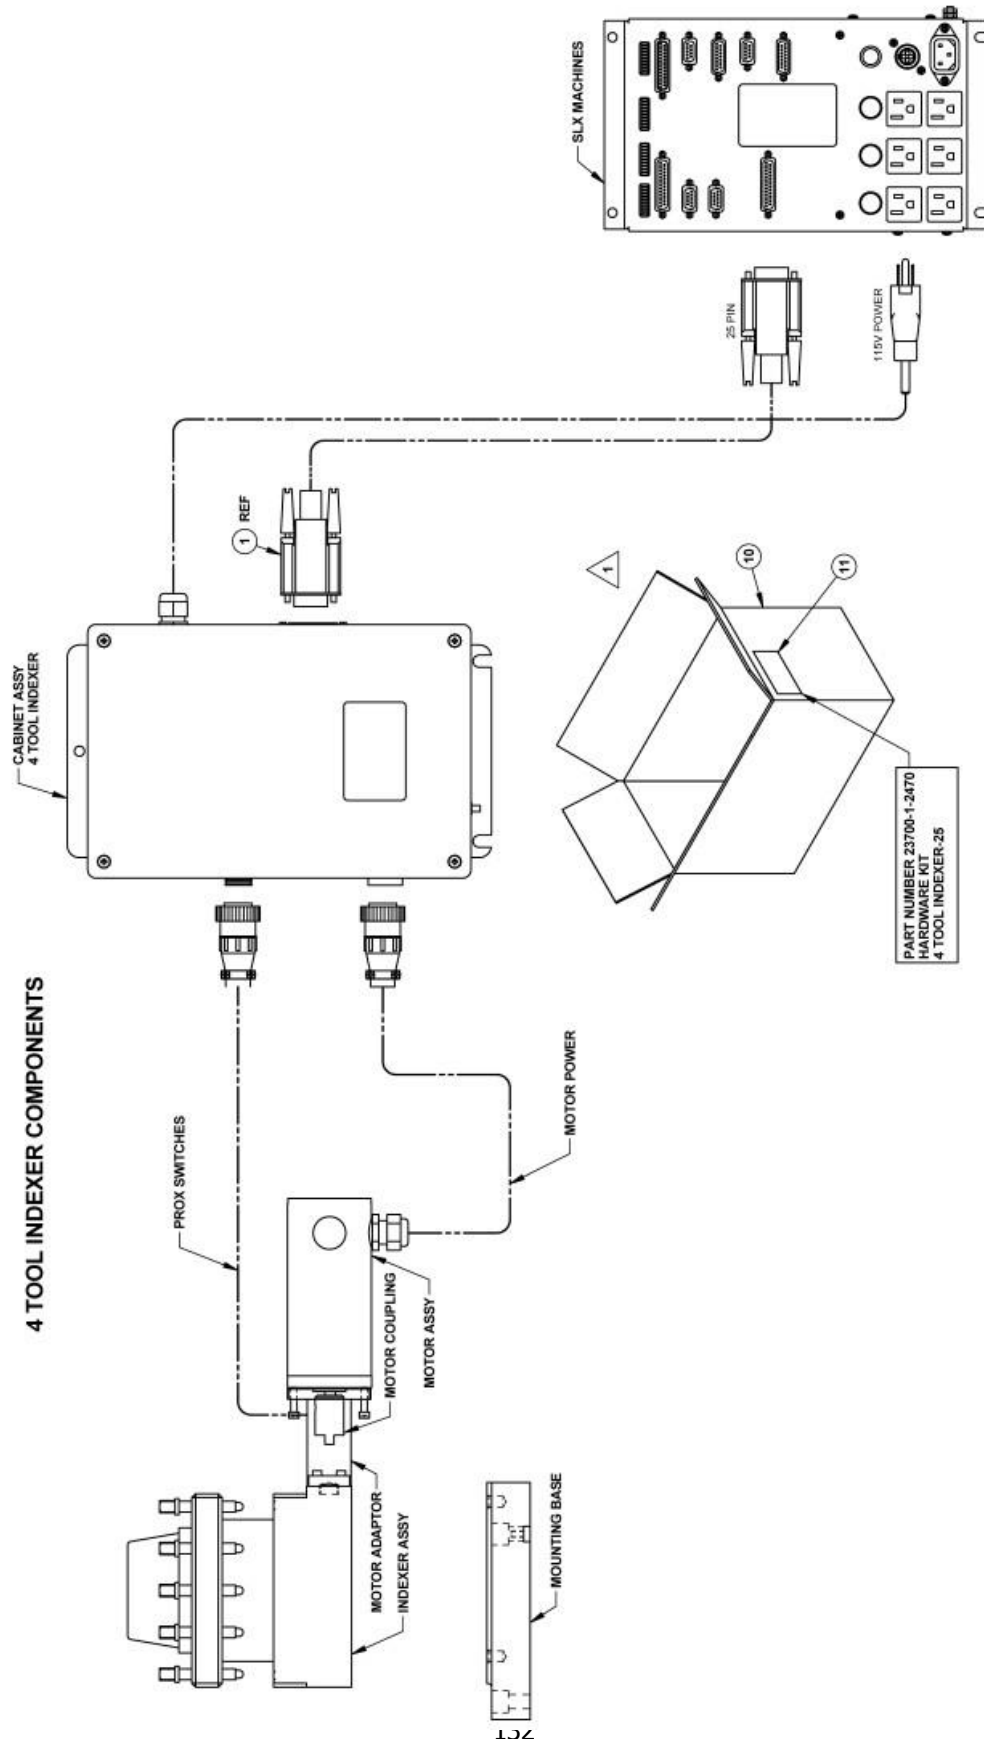 4 TOOL INDEXER COMPONENTS
CABINET ASSY
4 TOOL INDEXER
SLX MACHINES
1 REF
25 PIN
115V POWER
PROX SWITCHES
MOTOR POWER
MOTOR COUPLING
MOTOR ASSY
MOTOR ADAPTOR
INDEXER ASSY
MOUNTING BASE
1
10
11
PART NUMBER 23700-1-2470
HARDWARE KIT
4 TOOL INDEXER-25